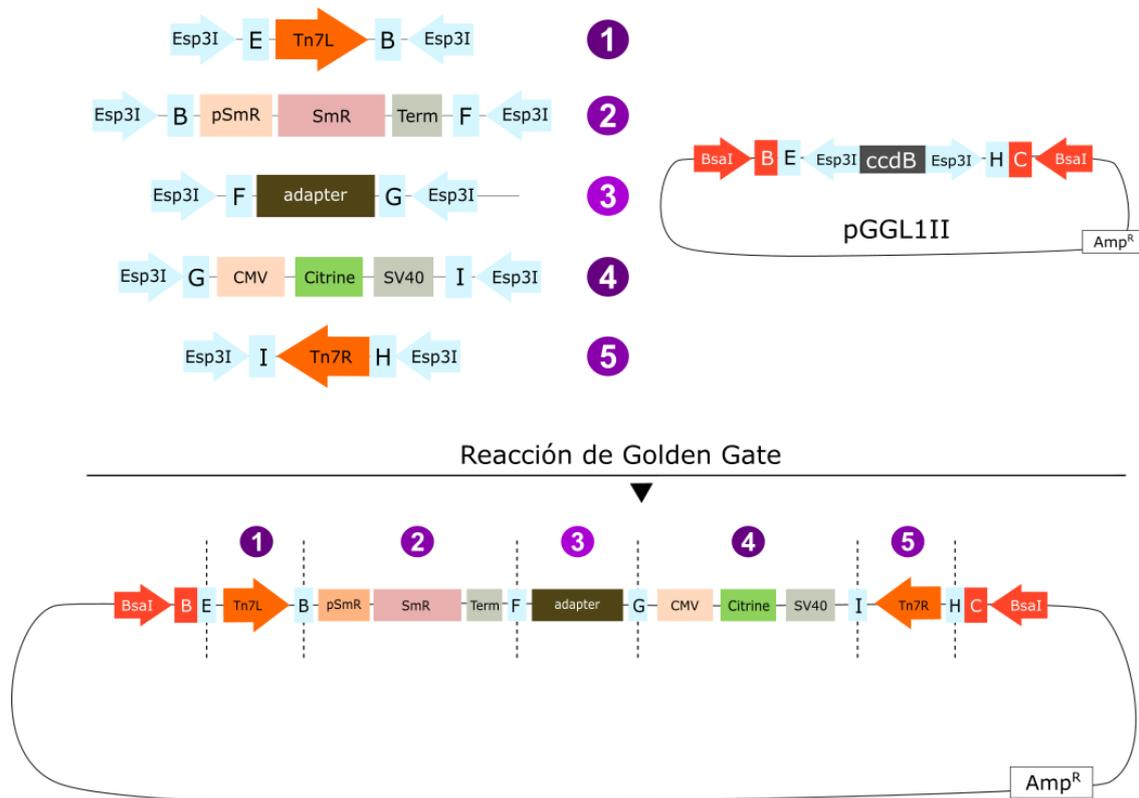 Esp3I E Tn7L B Esp3I 1
Esp3I B pSmR SmR Term F Esp3I 2
Esp3I F adapter G Esp3I 3
Esp3I G CMV Citrine SV40 I Esp3I 4
Esp3I I Tn7R H Esp3I 5
BsaI B E Esp3I ccdB Esp3I H C BsaI
pGGL1II
Amp^R
Reacción de Golden Gate
1 2 3 4 5
BsaI B E Tn7L B pSmR SmR Term F adapter G CMV Citrine SV40 I Tn7R H C BsaI
Amp^R